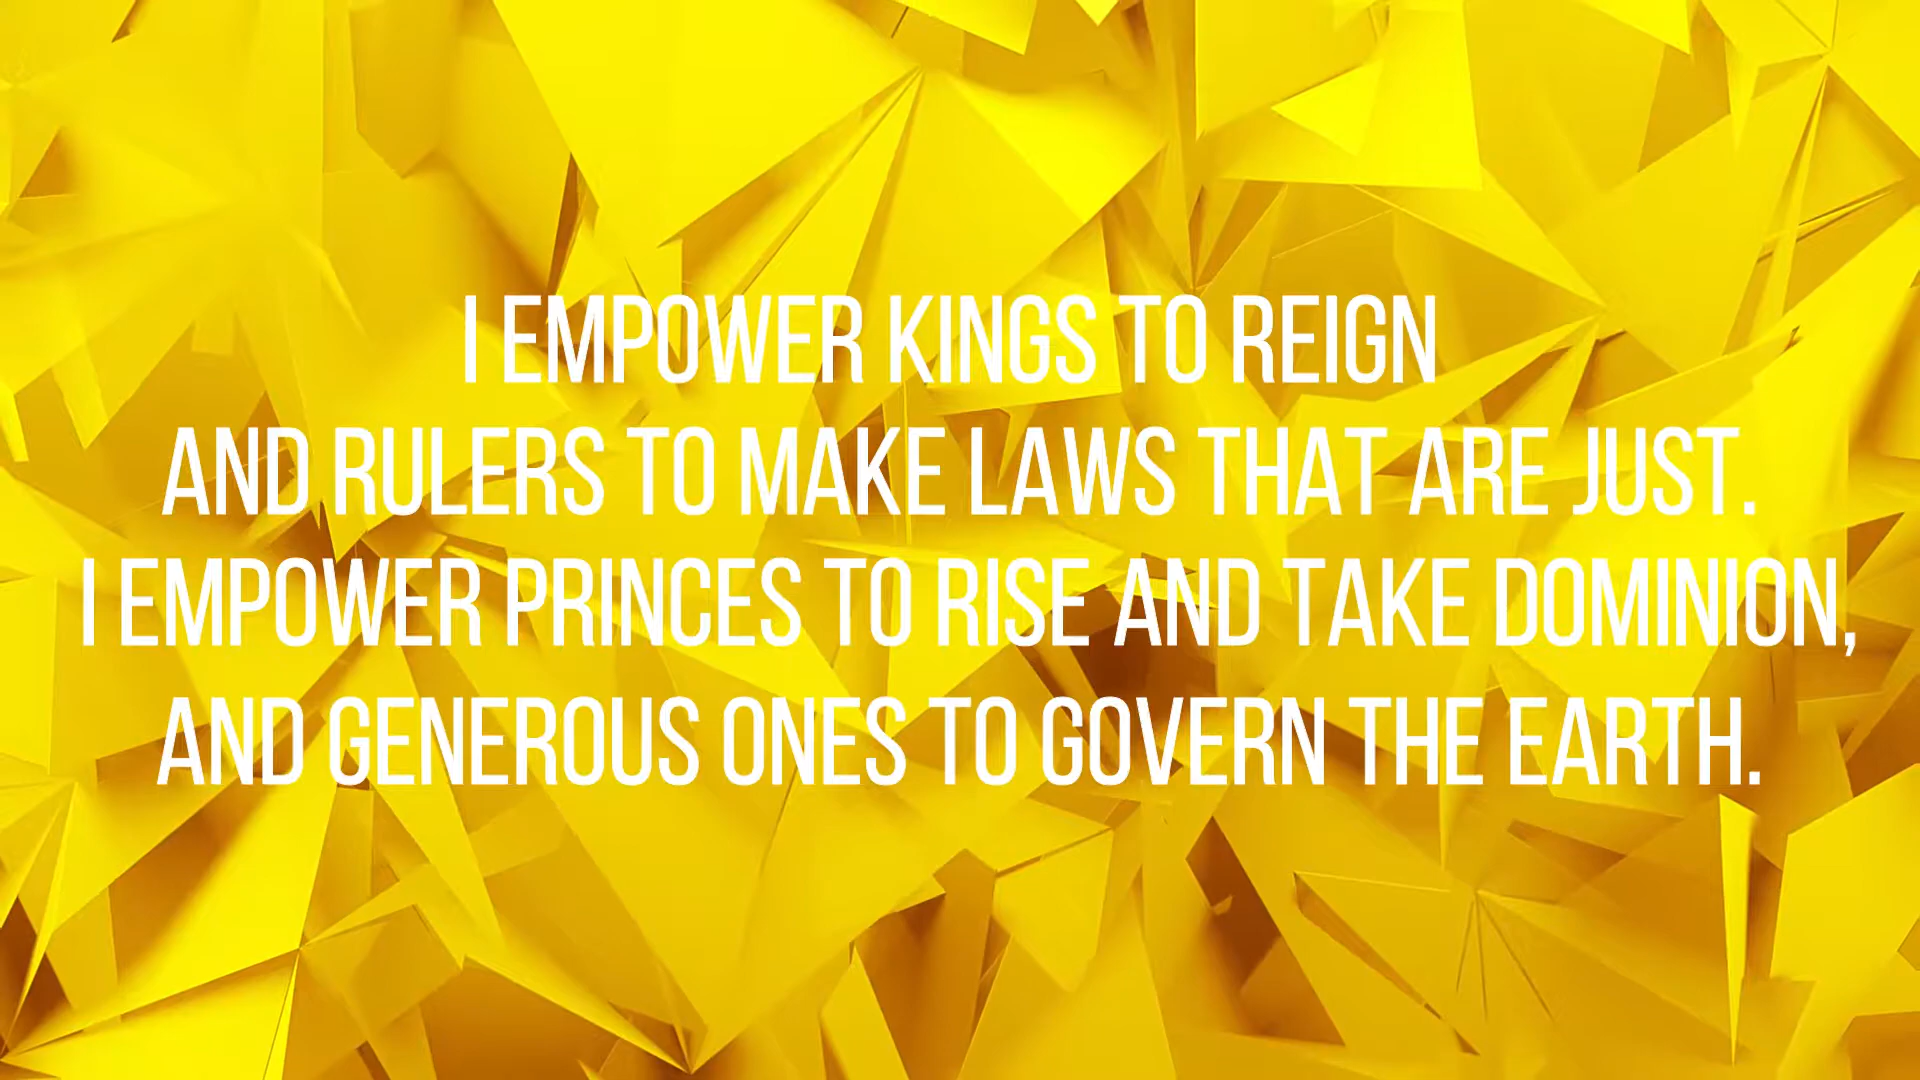 I EMPOWER KINGS TO REIGN
AND RULERS TO MAKE LAWS THAT ARE JUST.
I EMPOWER PRINCES TO RISE AND TAKE DOMINION,
AND GENEROUS ONES TO GOVERN THE EARTH.